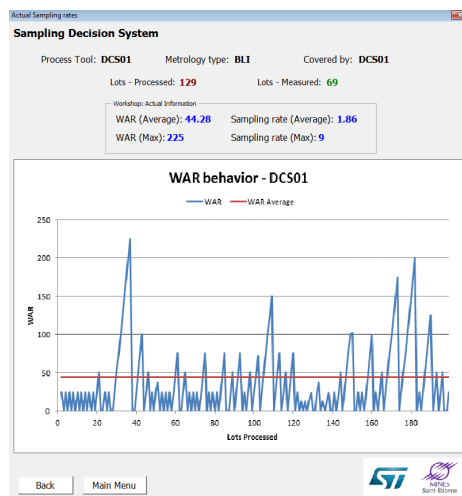 Actual Sampling rates
Sampling Decision System
Process Tool: DCS01 Metrology type: BLI Covered by: DCS01
Lots - Processed: 129 Lots - Measured: 69
Workshop: Actual Information
WAR (Average): 44.28 Sampling rate (Average): 1.86
WAR (Max): 225 Sampling rate (Max): 9
WAR behavior - DCS01
WAR WAR Average
250
200
150
100
50
0
WAR
0 20 40 60 80 100 120 140 160 180
Lots Processed
Back Main Menu
ST
MINES
Saint-Étienne